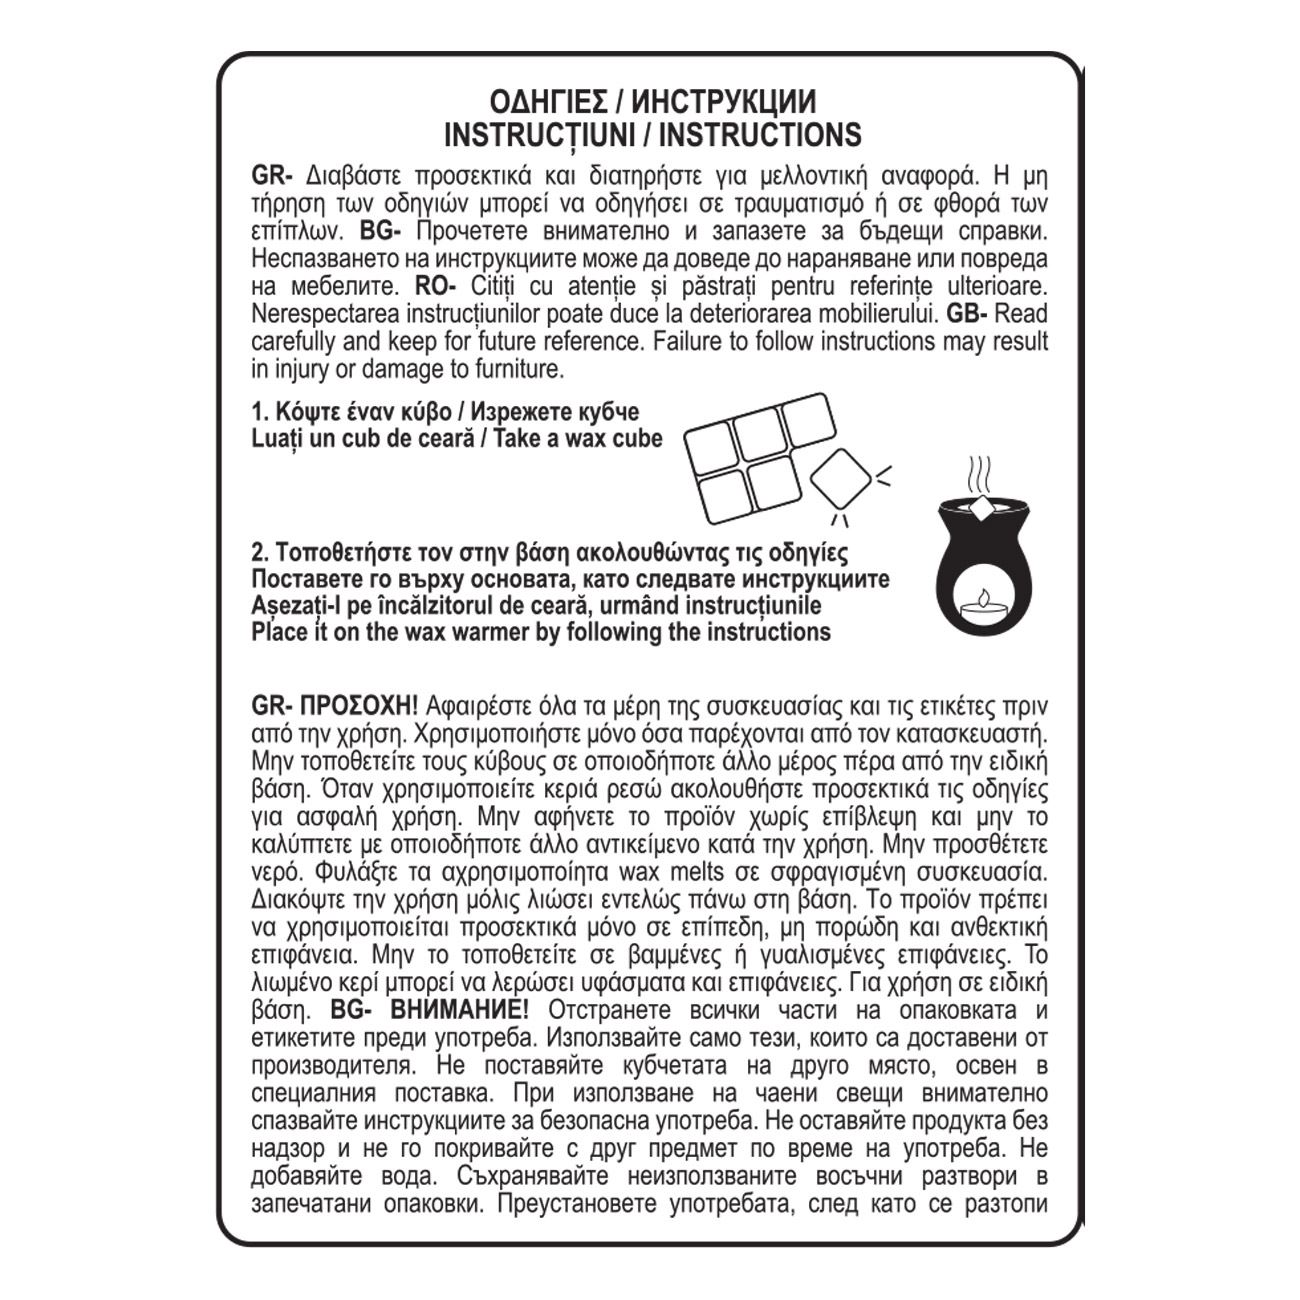 ΟΔΗΓΙΕΣ / ИНСТРУКЦИИ
INSTRUCȚIUNI / INSTRUCTIONS
GR- Διαβάστε προσεκτικά και διατηρήστε για μελλοντική αναφορά. Η μη
τήρηση των οδηγιών μπορεί να οδηγήσει σε τραυματισμό ή σε φθορά των
επίπλων. BG- Прочетете внимателно и запазете за бъдещи справки.
Неспазването на инструкциите може да доведе до нараняване или повреда
на мебелите. RO- Citiți cu atenție și păstrați pentru referințe ulterioare.
Nerespectarea instrucțiunilor poate duce la deteriorarea mobilierului. GB- Read
carefully and keep for future reference. Failure to follow instructions may result
in injury or damage to furniture.
1. Κόψτε έναν κύβο / Изрежете кубче
Luați un cub de ceară / Take a wax cube
2. Τοποθετήστε τον στην βάση ακολουθώντας τις οδηγίες
Поставете го върху основата, като следвате инструкциите
Așezați-l pe încălzitorul de ceară, urmând instrucțiunile
Place it on the wax warmer by following the instructions
GR- ΠΡΟΣΟΧΗ! Αφαιρέστε όλα τα μέρη της συσκευασίας και τις ετικέτες πριν
από την χρήση. Χρησιμοποιήστε μόνο όσα παρέχονται από τον κατασκευαστή.
Μην τοποθετείτε τους κύβους σε οποιοδήποτε άλλο μέρος πέρα από την ειδική
βάση. Όταν χρησιμοποιείτε κεριά ρεσώ ακολουθήστε προσεκτικά τις οδηγίες
για ασφαλή χρήση. Μην αφήνετε το προϊόν χωρίς επίβλεψη και μην το
καλύπτετε με οποιοδήποτε άλλο αντικείμενο κατά την χρήση. Μην προσθέτετε
νερό. Φυλάξτε τα αχρησιμοποίητα wax melts σε σφραγισμένη συσκευασία.
Διακόψτε την χρήση μόλις λιώσει εντελώς πάνω στη βάση. Το προϊόν πρέπει
να χρησιμοποιείται προσεκτικά μόνο σε επίπεδη, μη πορώδη και ανθεκτική
επιφάνεια. Μην το τοποθετείτε σε βαμμένες ή γυαλισμένες επιφάνειες. Το
λιωμένο κερί μπορεί να λερώσει υφάσματα και επιφάνειες. Για χρήση σε ειδική
βάση. BG- ВНИМАНИЕ! Отстранете всички части на опаковката и
етикетите преди употреба. Използвайте само тези, които са доставени от
производителя. Не поставяйте кубчетата на друго място, освен в
специалния поставка. При използване на чаени свещи внимателно
спазвайте инструкциите за безопасна употреба. Не оставяйте продукта без
надзор и не го покривайте с друг предмет по време на употреба. Не
добавяйте вода. Съхранявайте неизползваните восъчни разтвори в
запечатани опаковки. Преустановете употребата, след като се разтопи